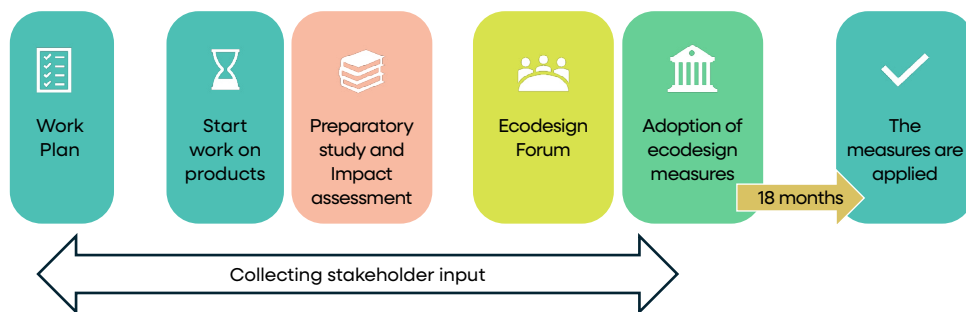 Work
Plan
Start
work on
products
Preparatory
study and
Impact
assessment
Ecodesign
Forum
Adoption of
ecodesign
measures
18 months
The
measures are
applied
Collecting stakeholder input